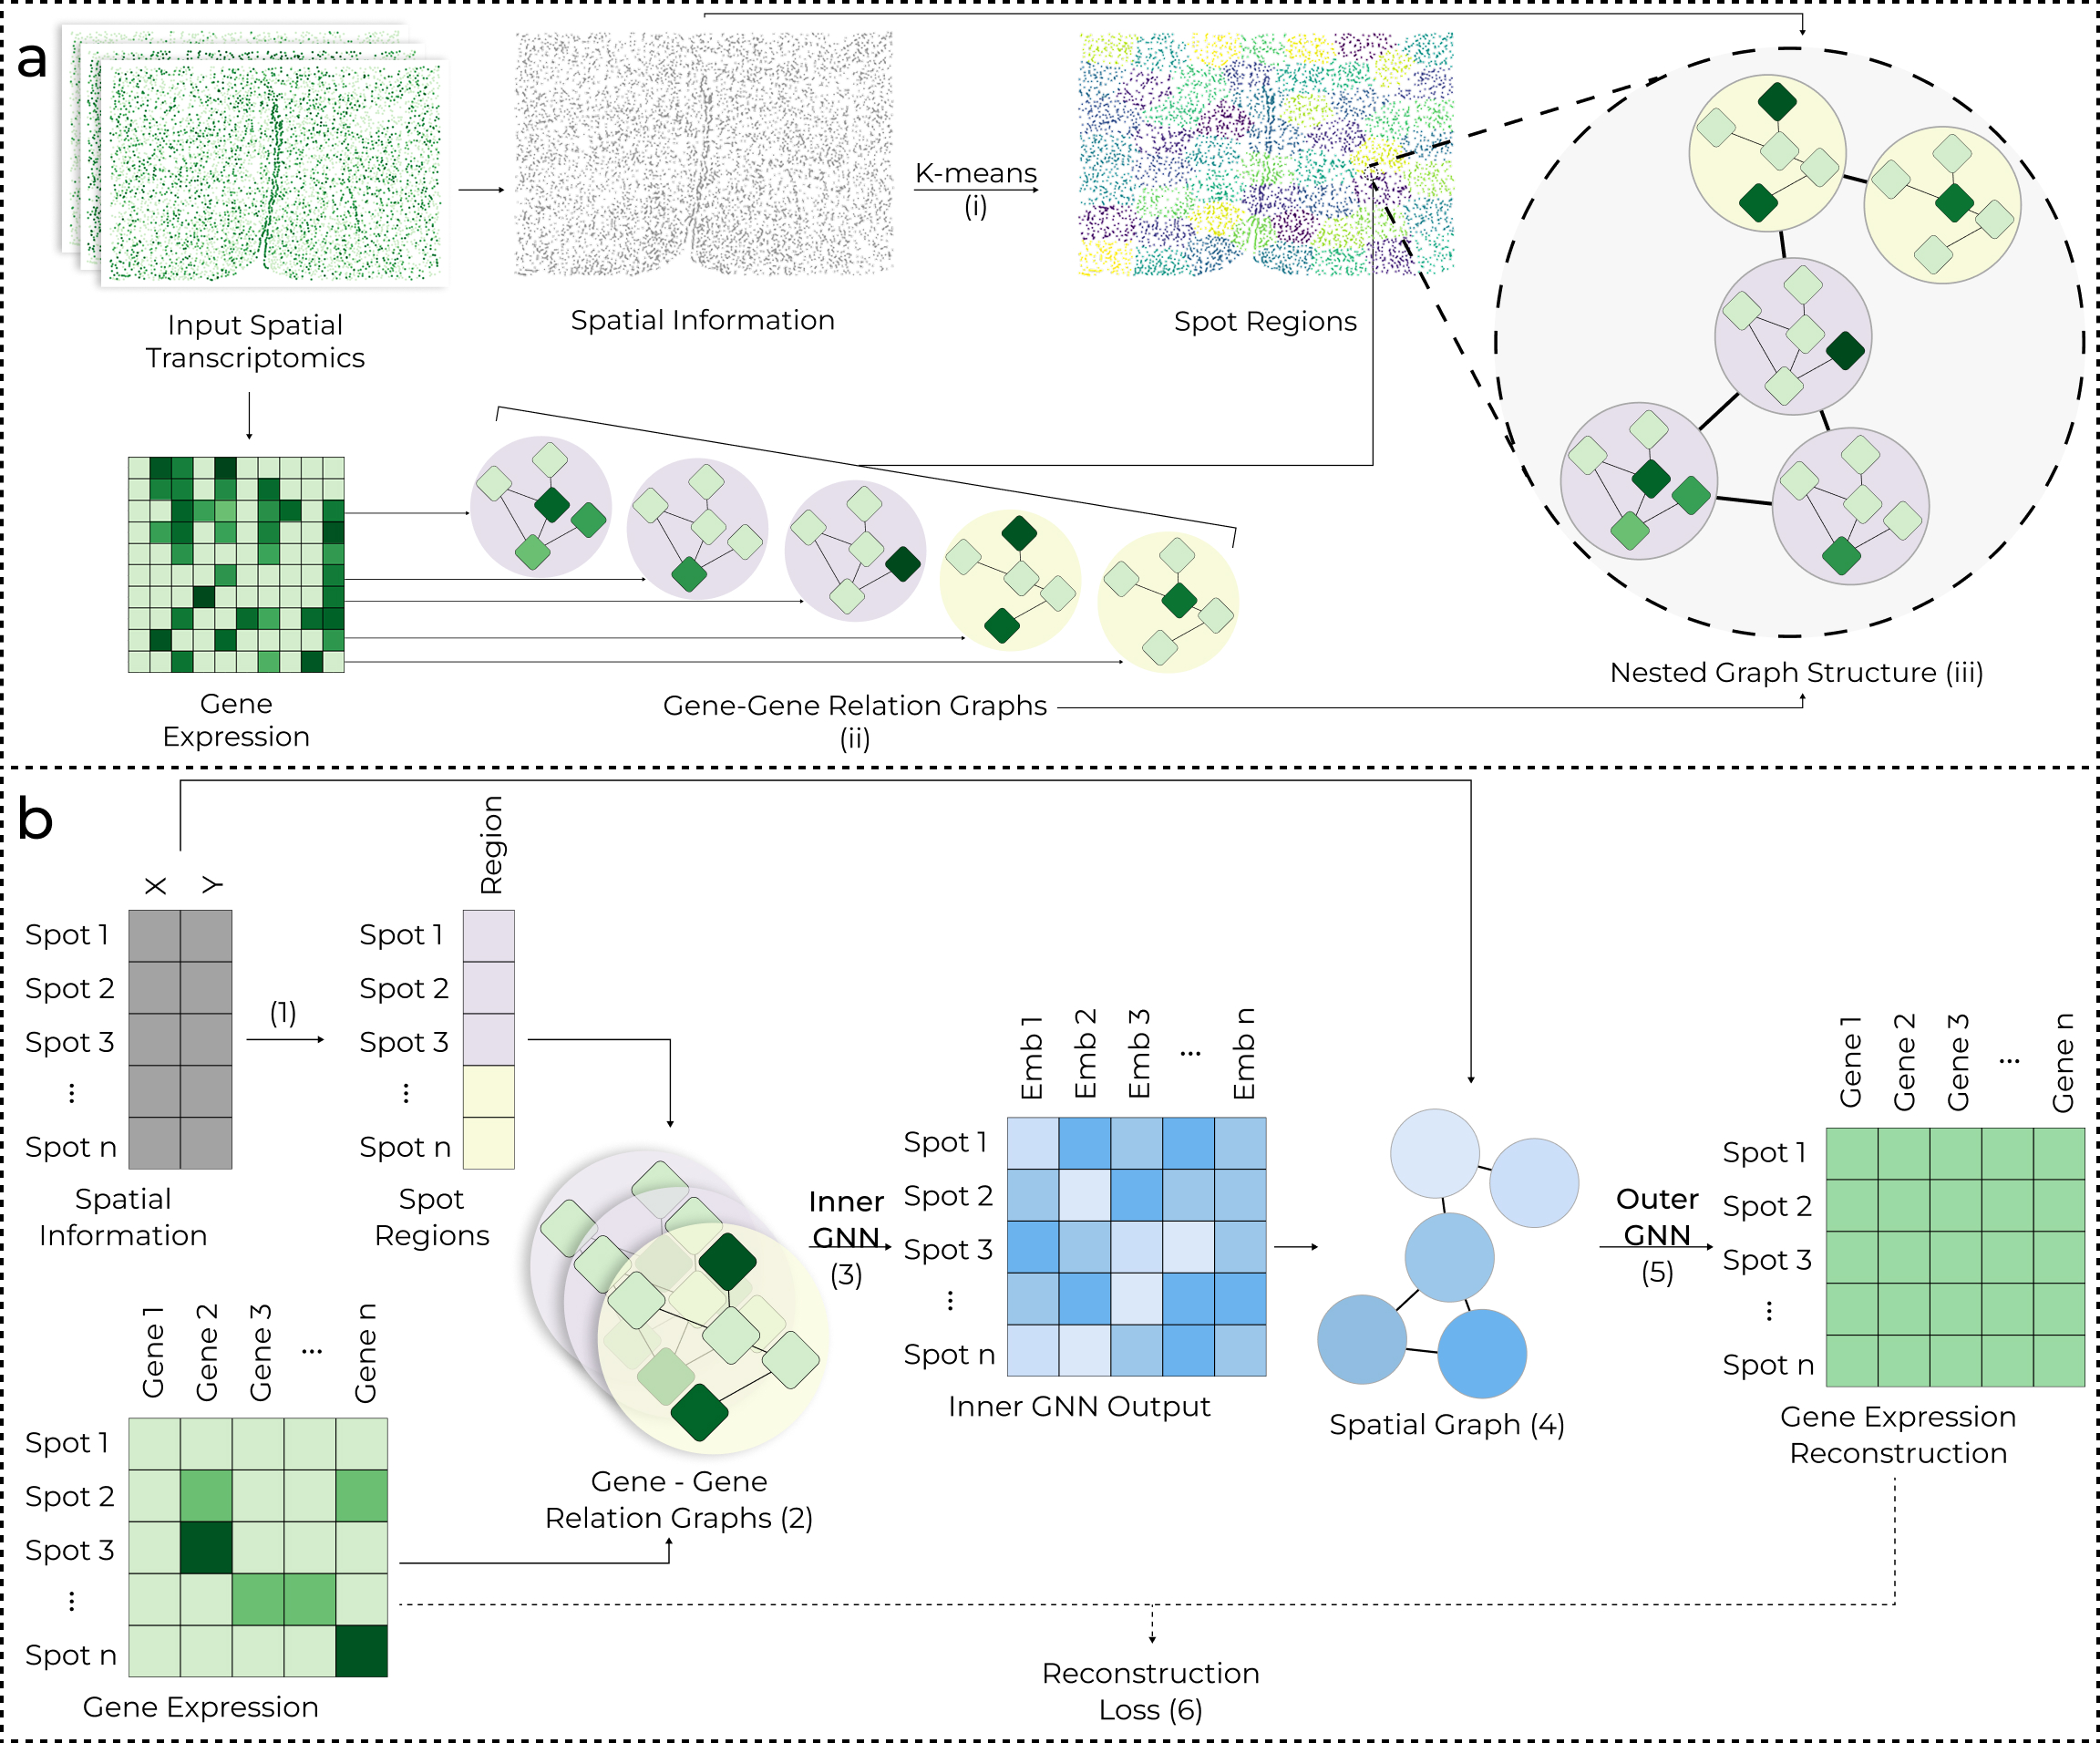 a
K-means
(i)
Input Spatial
Transcriptomics
Spatial Information
Spot Regions
Nested Graph Structure (iii)
Gene
Expression
Gene-Gene Relation Graphs
(ii)
b
X
Y
Region
Spot 1
Spot 2
Spot 3
...
Spot n
Spatial
Information
(1)
Spot 1
Spot 2
Spot 3
...
Spot n
Spot
Regions
Gene 1
Gene 2
Gene 3
...
Gene n
Spot 1
Spot 2
Spot 3
...
Spot n
Gene Expression
Gene - Gene
Relation Graphs (2)
Inner
GNN
(3)
Emb 1
Emb 2
Emb 3
...
Emb n
Spot 1
Spot 2
Spot 3
...
Spot n
Inner GNN Output
Spatial Graph (4)
Outer
GNN
(5)
Gene 1
Gene 2
Gene 3
...
Gene n
Spot 1
Spot 2
Spot 3
...
Spot n
Gene Expression
Reconstruction
Reconstruction
Loss (6)